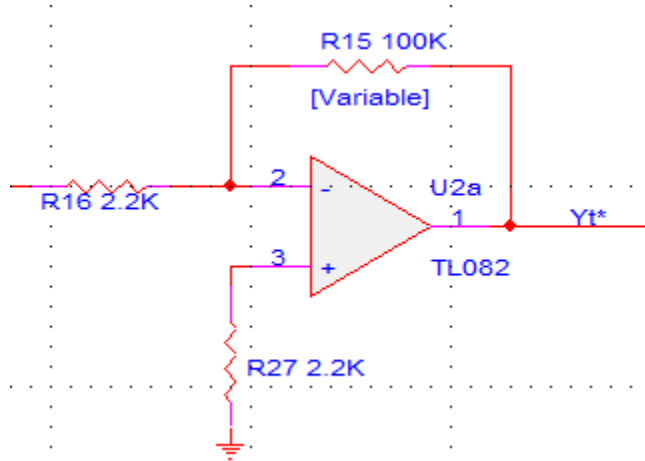 R15 100K
[Variable]
2
-
U2a
R16 2.2K
1
Yt*
3
+
TL082
R27 2.2K